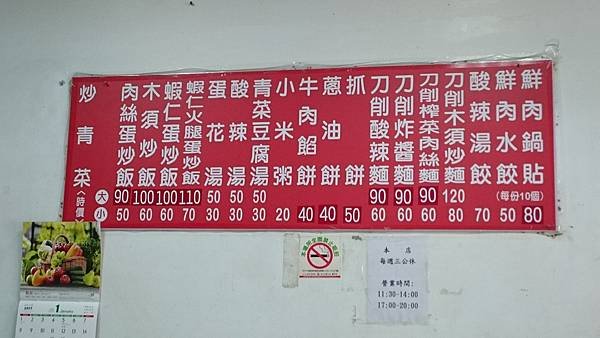 鮮肉鍋貼
鮮肉水餃
(每份10個)
酸辣湯餃
刀削木須炒麵
刀削榨菜肉絲麵
刀削炸醬麵
刀削酸辣麵
抓餅
蔥油餅
牛肉餡餅
小米粥
青菜豆腐湯
酸辣湯
蛋花湯
蝦仁火腿蛋炒飯
蝦仁蛋炒飯
木須炒飯
肉絲蛋炒飯
炒青菜(時價)
大 90 100 100 110 50 50 50 90 90 90 120
小 50 60 60 70 30 30 30 20 40 40 50 60 60 60 80 70 50 80
本店
每週三公休
營業時間:
11:30-14:00
17:00-20:00
1 January